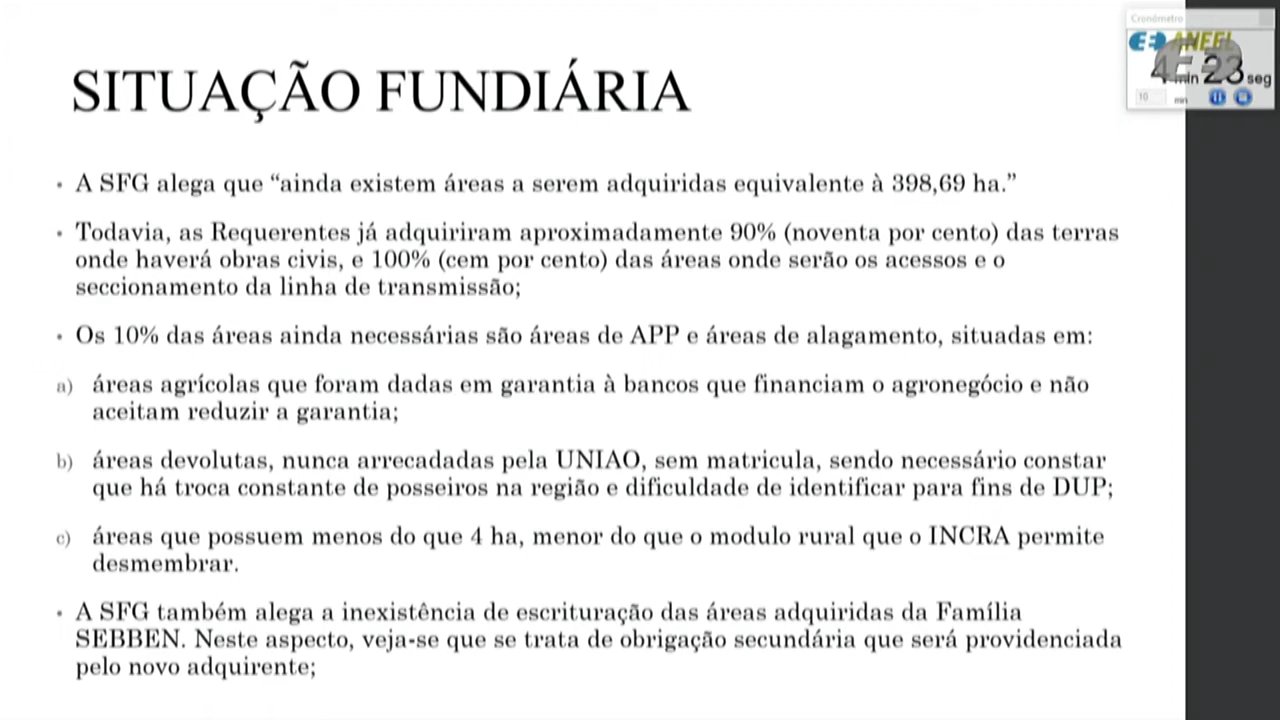 Cronómetro
ANEEL
4 min 23 seg
10
min
SITUAÇÃO FUNDIÁRIA
• A SFG alega que “ainda existem áreas a serem adquiridas equivalente à 398,69 ha.”
• Todavia, as Requerentes já adquiriram aproximadamente 90% (noventa por cento) das terras
onde haverá obras civis, e 100% (cem por cento) das áreas onde serão os acessos e o
seccionamento da linha de transmissão;
• Os 10% das áreas ainda necessárias são áreas de APP e áreas de alagamento, situadas em:
a) áreas agrícolas que foram dadas em garantia à bancos que financiam o agronegócio e não
aceitam reduzir a garantia;
b) áreas devolutas, nunca arrecadadas pela UNIAO, sem matricula, sendo necessário constar
que há troca constante de posseiros na região e dificuldade de identificar para fins de DUP;
c) áreas que possuem menos do que 4 ha, menor do que o modulo rural que o INCRA permite
desmembrar.
• A SFG também alega a inexistência de escrituração das áreas adquiridas da Família
SEBBEN. Neste aspecto, veja-se que se trata de obrigação secundária que será providenciada
pelo novo adquirente;